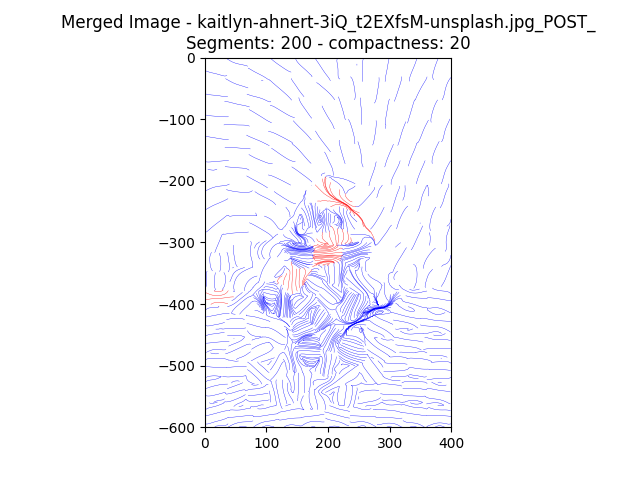 Merged Image - kaitlyn-ahnert-3iQ_t2EXfsM-unsplash.jpg_POST_
Segments: 200 - compactness: 20
0
−100
−200
−300
−400
−500
−600
0 100 200 300 400